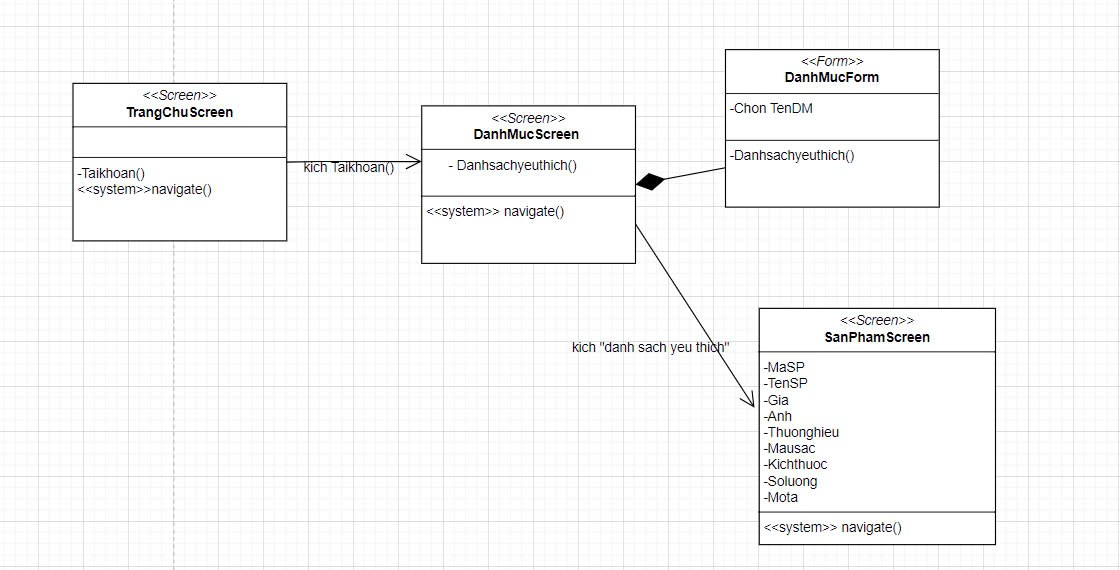 <<Screen>>
TrangChuScreen
-Taikhoan()
<<system>>navigate()
kich Taikhoan()
<<Screen>>
DanhMucScreen
- Danhsachyeuthich()
<<system>> navigate()
<<Form>>
DanhMucForm
-Chon TenDM
-Danhsachyeuthich()
kich "danh sach yeu thich"
<<Screen>>
SanPhamScreen
-MaSP
-TenSP
-Gia
-Anh
-Thuonghieu
-Mausac
-Kichthuoc
-Soluong
-Mota
<<system>> navigate()